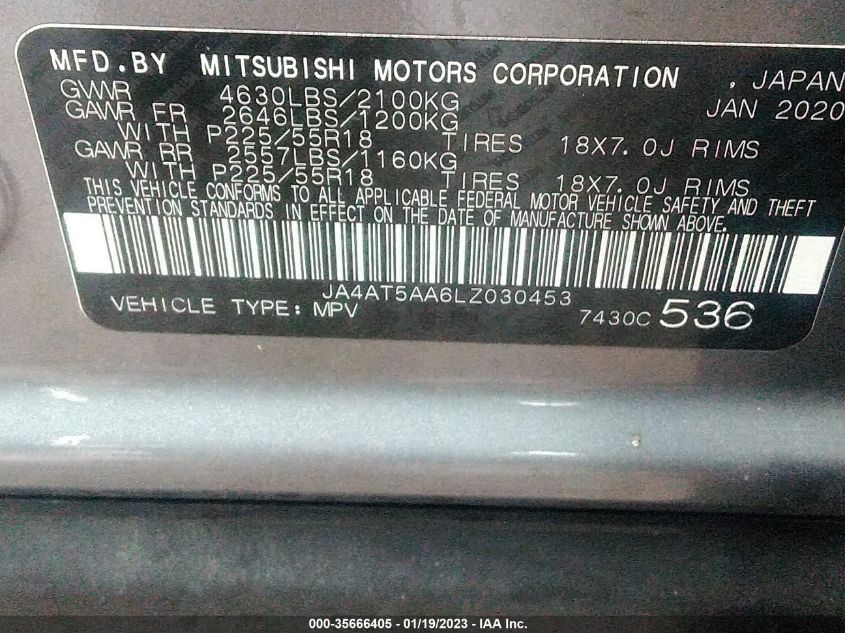 MFD.BY MITSUBISHI MOTORS CORPORATION , JAPAN
GVWR 4630LBS/2100KG JAN 2020
GAWR FR 2646LBS/1200KG
WITH P225/55R18 TIRES 18X7.0J RIMS
GAWR RR 2557LBS/1160KG
WITH P225/55R18 TIRES 18X7.0J RIMS
THIS VEHICLE CONFORMS TO ALL APPLICABLE FEDERAL MOTOR VEHICLE SAFETY AND THEFT
PREVENTION STANDARDS IN EFFECT ON THE DATE OF MANUFACTURE SHOWN ABOVE.
JA4AT5AA6LZ030453
VEHICLE TYPE: MPV 7430C 536
000-35666405 - 01/19/2023 - IAA Inc.